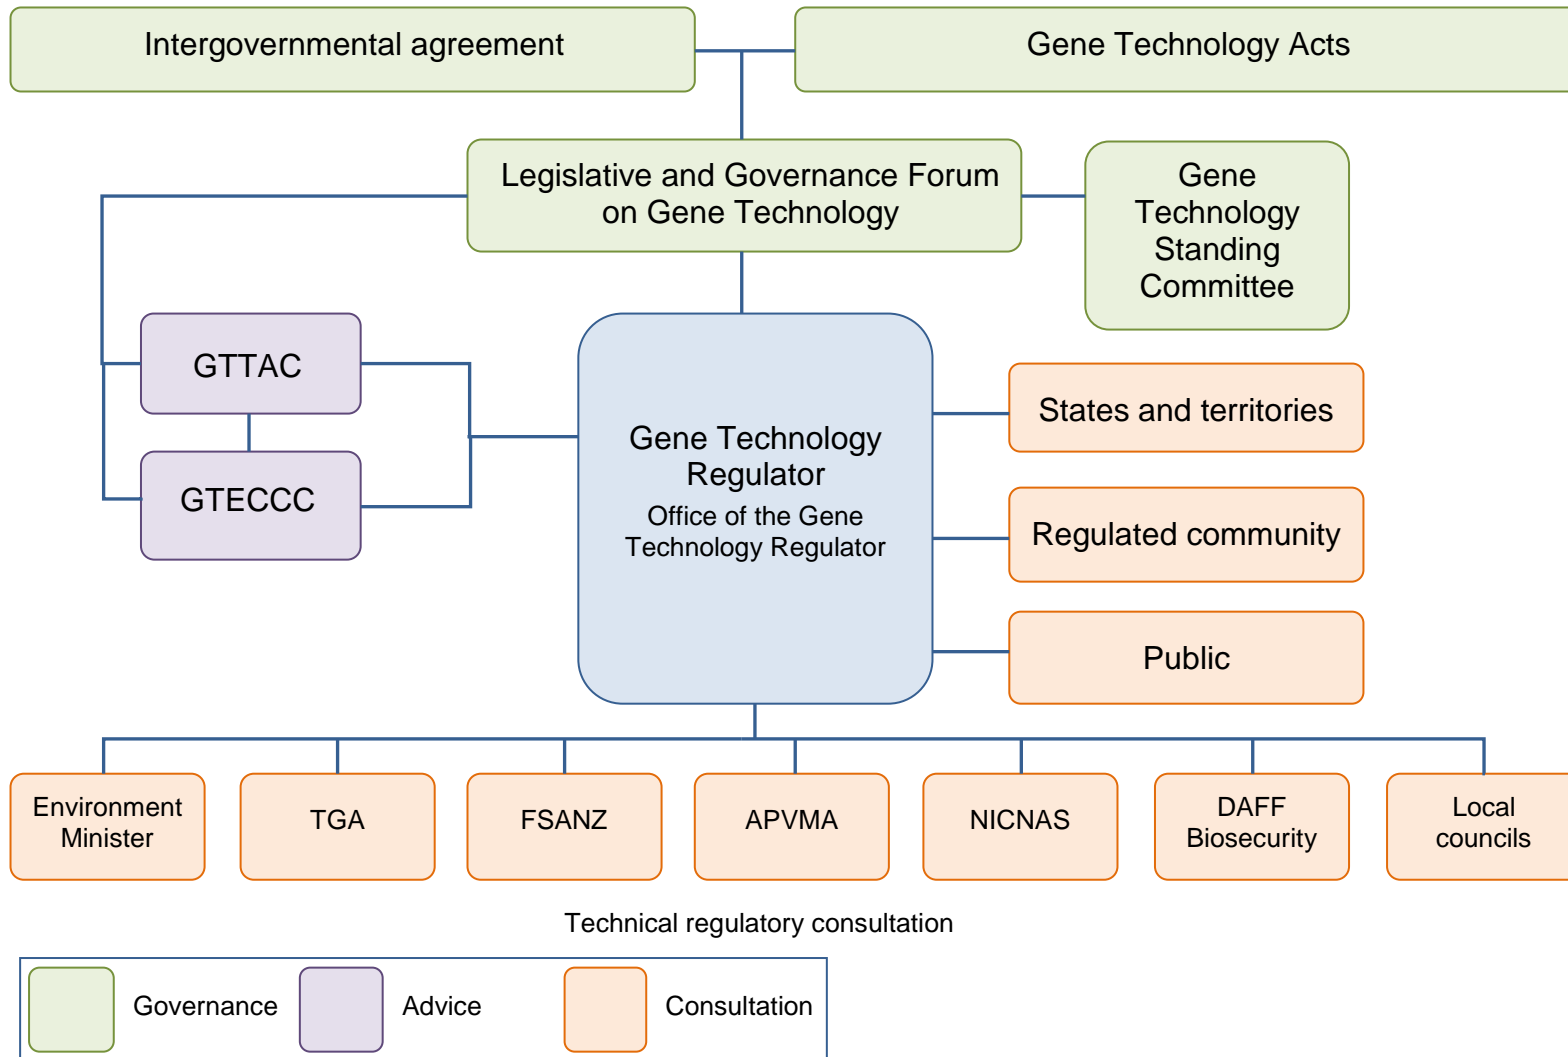 Intergovernmental agreement
Gene Technology Acts
Legislative and Governance Forum
on Gene Technology
Gene
Technology
Standing
Committee
GTTAC
GTECCC
Gene Technology
Regulator
Office of the Gene
Technology Regulator
States and territories
Regulated community
Public
Environment
Minister
TGA
FSANZ
APVMA
NICNAS
DAFF
Biosecurity
Local
councils
Technical regulatory consultation
Governance
Advice
Consultation